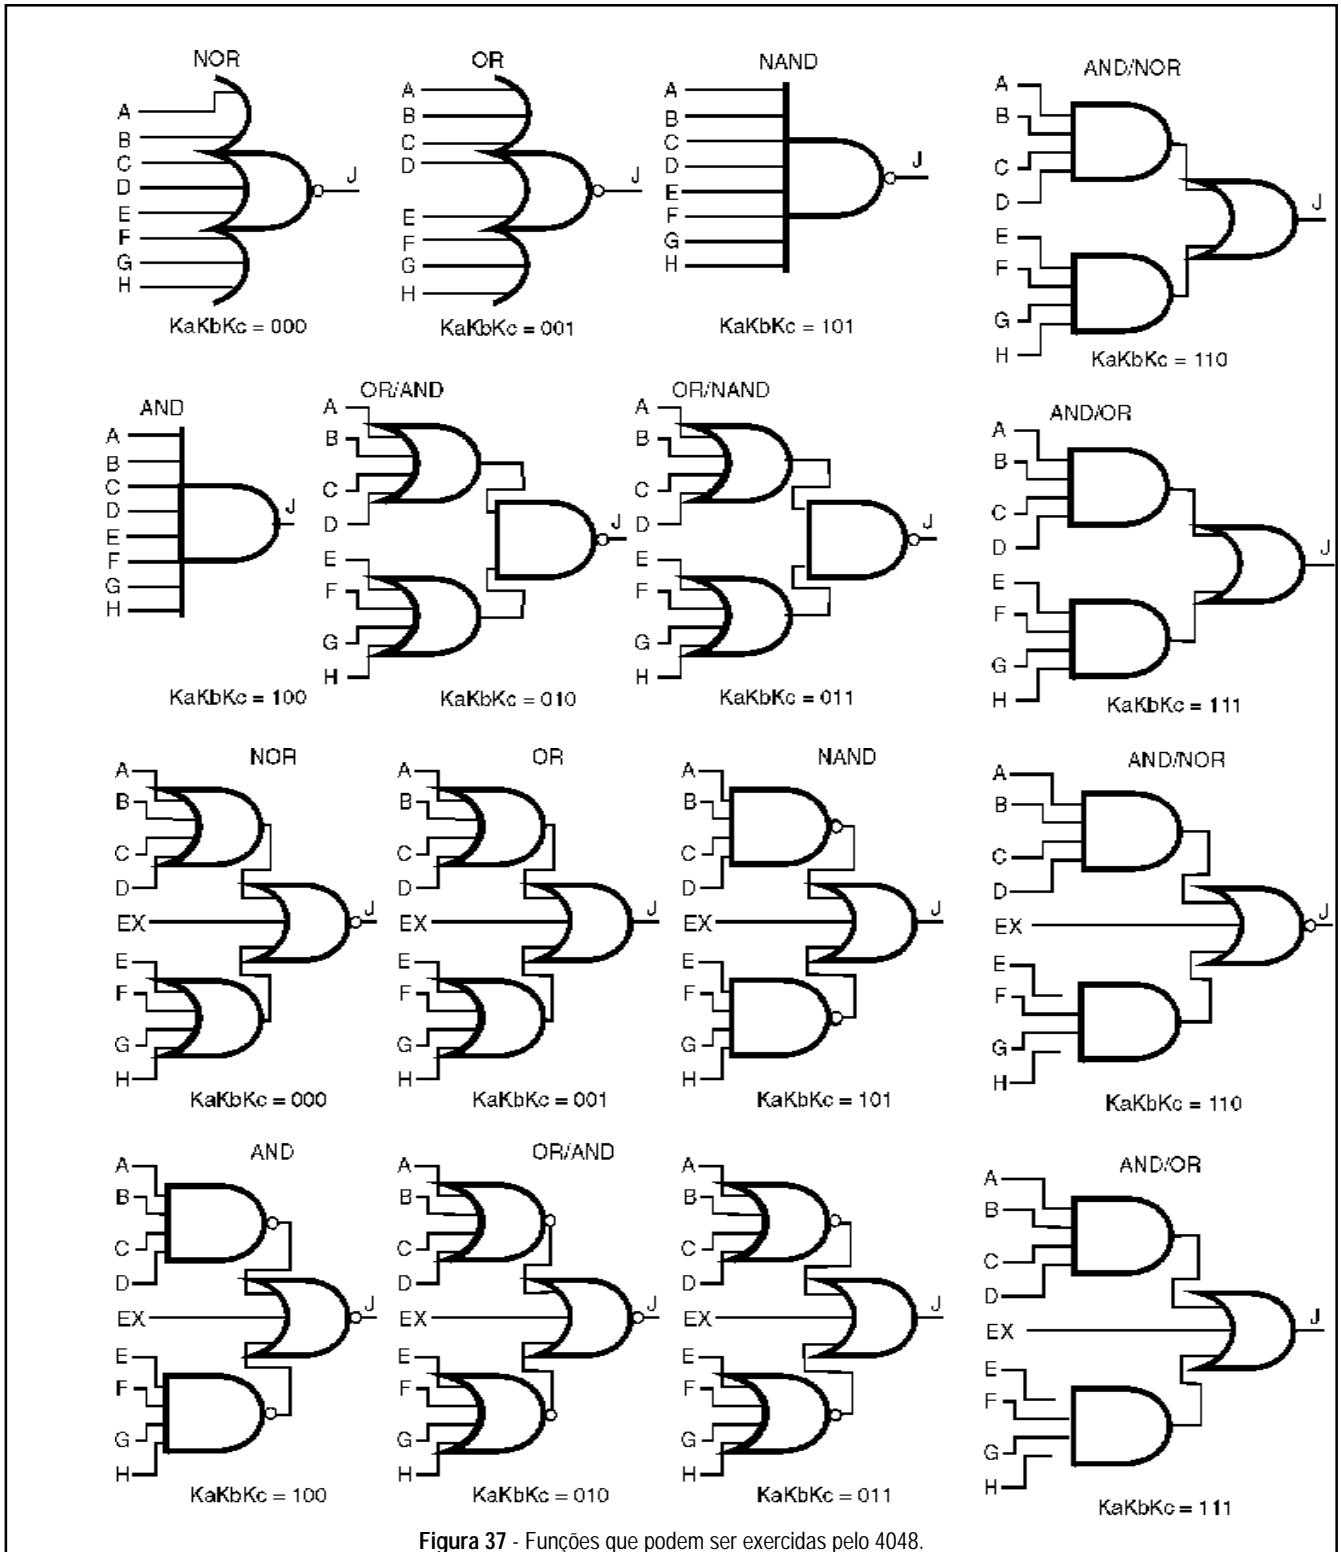 NOR
A
B
C
D
E
F
G
H
J
KaKbKc = 000
OR
A
B
C
D
E
F
G
H
J
KaKbKc = 001
NAND
A
B
C
D
E
F
G
H
J
KaKbKc = 101
AND/NOR
A
B
C
D
E
F
G
H
J
KaKbKc = 110
AND
A
B
C
D
E
F
G
H
J
KaKbKc = 100
OR/AND
A
B
C
D
E
F
G
H
J
KaKbKc = 010
OR/NAND
A
B
C
D
E
F
G
H
J
KaKbKc = 011
AND/OR
A
B
C
D
E
F
G
H
J
KaKbKc = 111
NOR
A
B
C
D
EX
E
F
G
H
J
KaKbKc = 000
OR
A
B
C
D
EX
E
F
G
H
J
KaKbKc = 001
NAND
A
B
C
D
EX
E
F
G
H
J
KaKbKc = 101
AND/NOR
A
B
C
D
EX
E
F
G
H
J
KaKbKc = 110
AND
A
B
C
D
EX
E
F
G
H
J
KaKbKc = 100
OR/AND
A
B
C
D
EX
E
F
G
H
J
KaKbKc = 010
A
B
C
D
EX
E
F
G
H
J
KaKbKc = 011
AND/OR
A
B
C
D
EX
E
F
G
H
J
KaKbKc = 111
Figura 37 - Funções que podem ser exercidas pelo 4048.